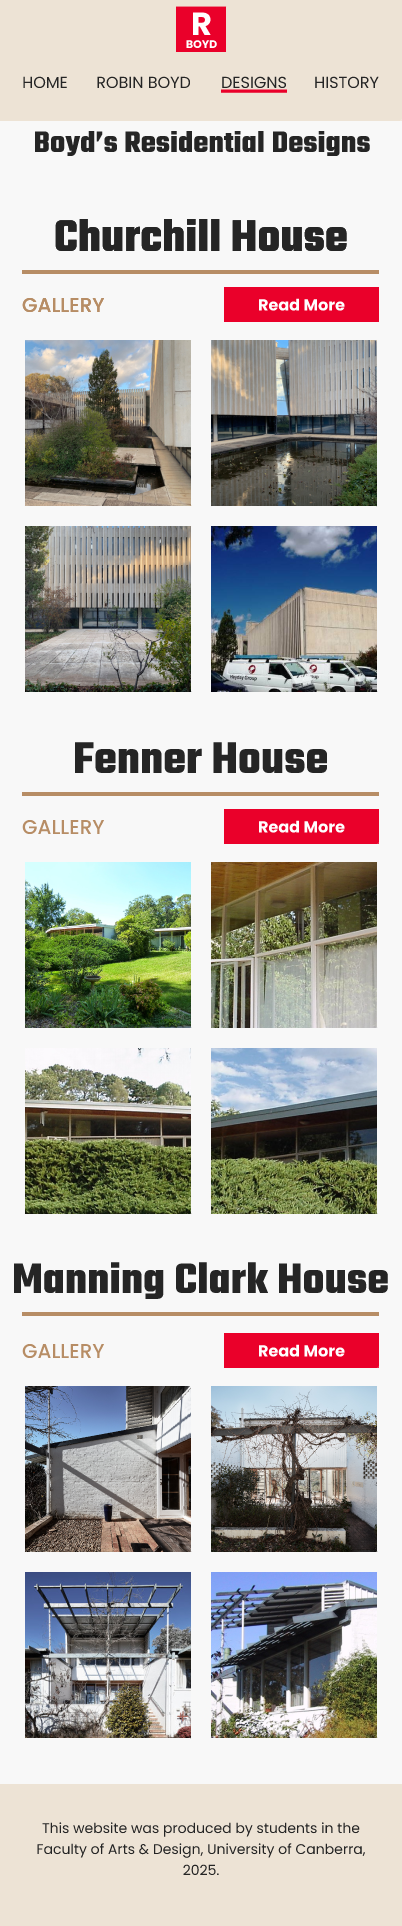 R
BOYD
HOME ROBIN BOYD DESIGNS HISTORY
Boyd’s Residential Designs
Churchill House
GALLERY Read More
Heyday Group
Fenner House
GALLERY Read More
Manning Clark House
GALLERY Read More
This website was produced by students in the
Faculty of Arts & Design, University of Canberra,
2025.